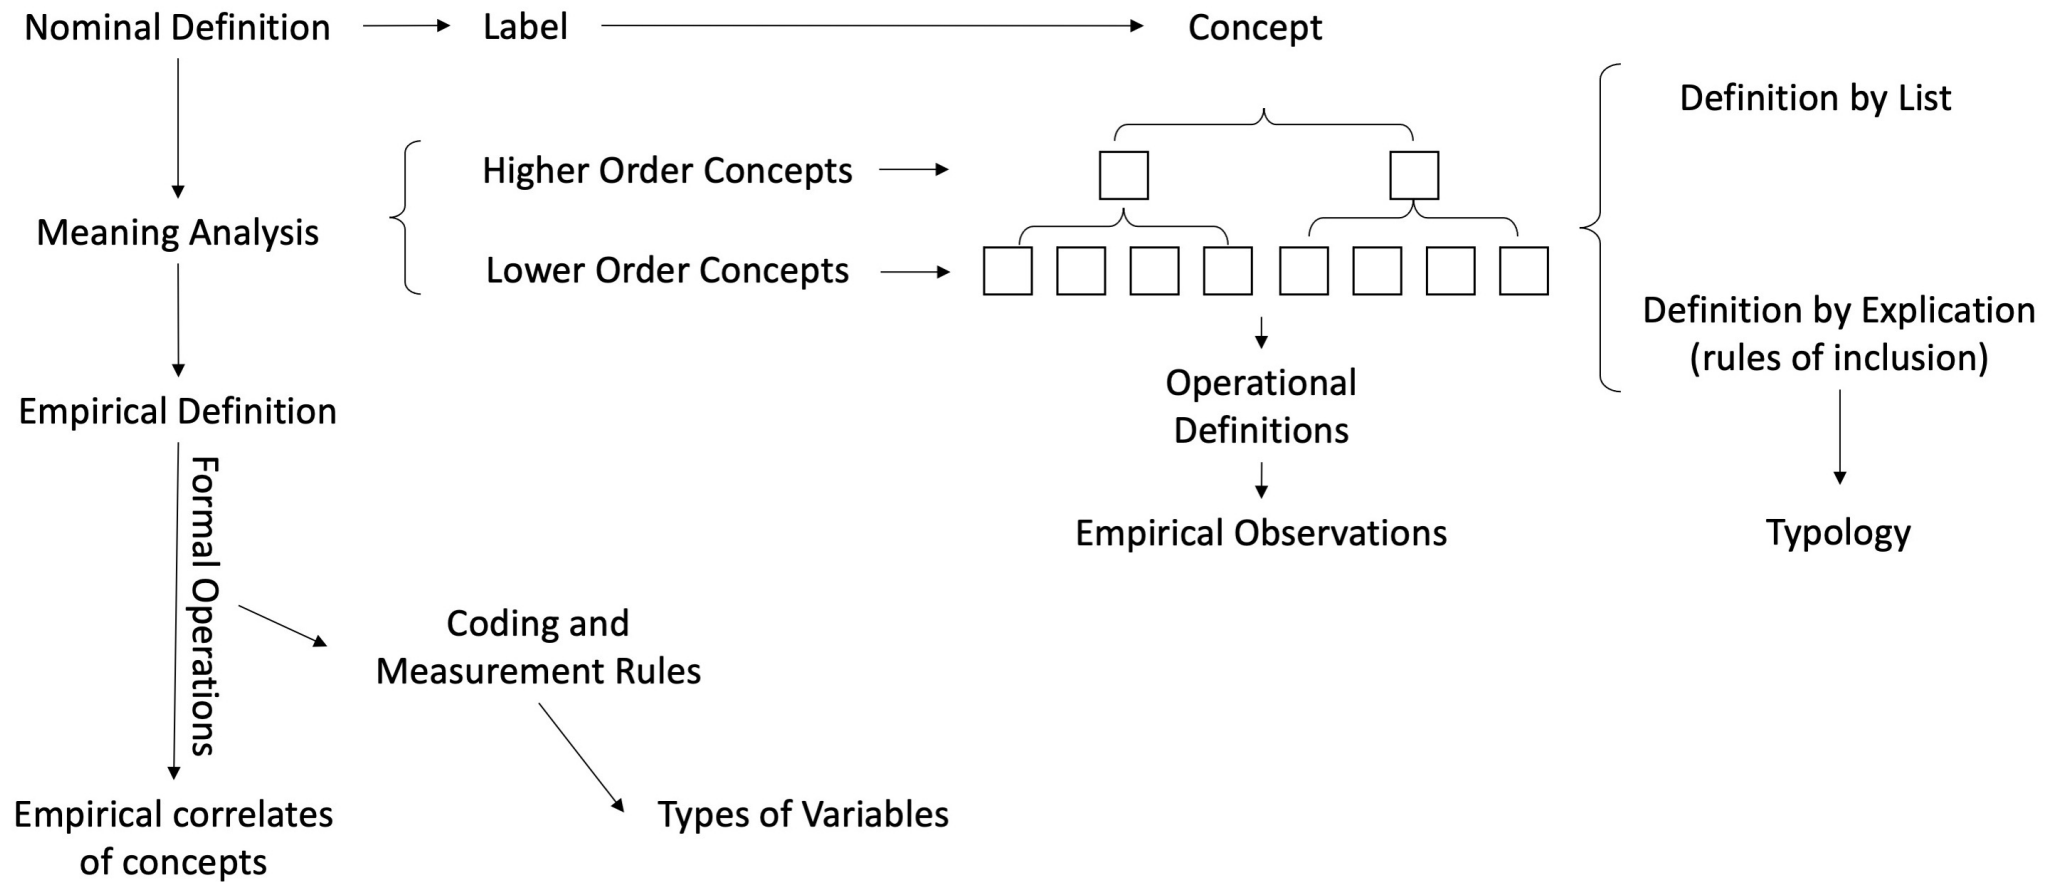 Nominal Definition
Label
Concept
Definition by List
Higher Order Concepts
Meaning Analysis
Lower Order Concepts
Definition by Explication
(rules of inclusion)
Operational
Definitions
Empirical Definition
Formal Operations
Empirical Observations
Typology
Coding and
Measurement Rules
Empirical correlates
of concepts
Types of Variables